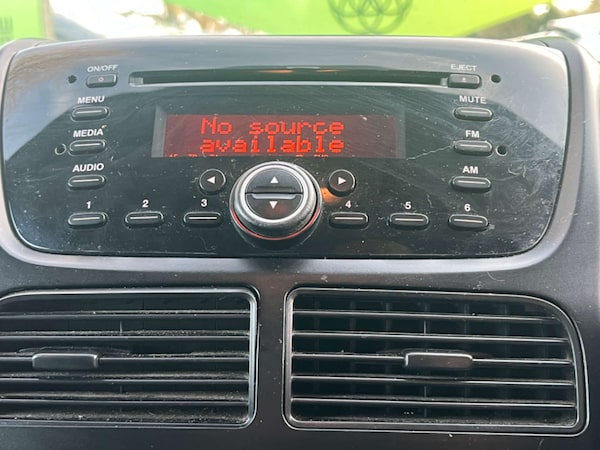 ON/OFF
EJECT
MENU
MUTE
MEDIA
FM
AUDIO
AM
No source
available
1 2 3 4 5 6